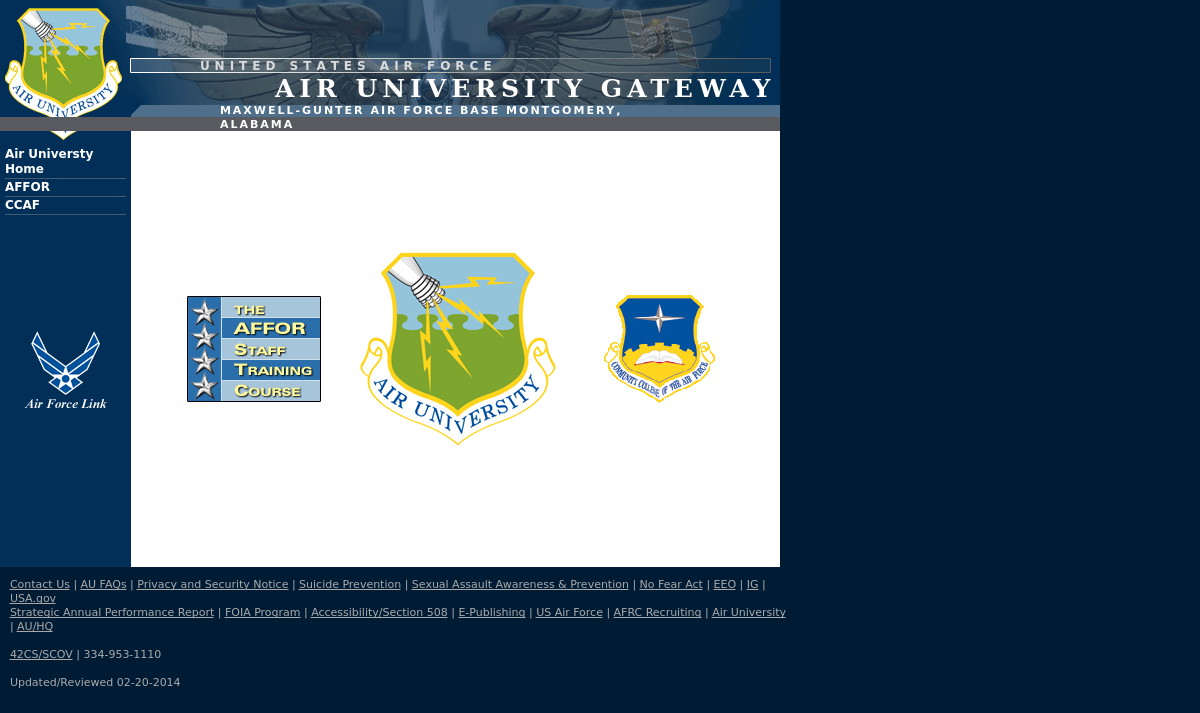 AIR UNIVERSITY
UNITED STATES AIR FORCE
AIR UNIVERSITY GATEWAY
MAXWELL-GUNTER AIR FORCE BASE MONTGOMERY,
ALABAMA
Air Universty
Home
AFFOR
CCAF
Air Force Link
THE
AFFOR
STAFF
TRAINING
COURSE
AIR UNIVERSITY
COMMUNITY COLLEGE OF THE AIR FORCE
Contact Us | AU FAQs | Privacy and Security Notice | Suicide Prevention | Sexual Assault Awareness & Prevention | No Fear Act | EEO | IG |
USA.gov
Strategic Annual Performance Report | FOIA Program | Accessibility/Section 508 | E-Publishing | US Air Force | AFRC Recruiting | Air University
| AU/HQ
42CS/SCOV | 334-953-1110
Updated/Reviewed 02-20-2014